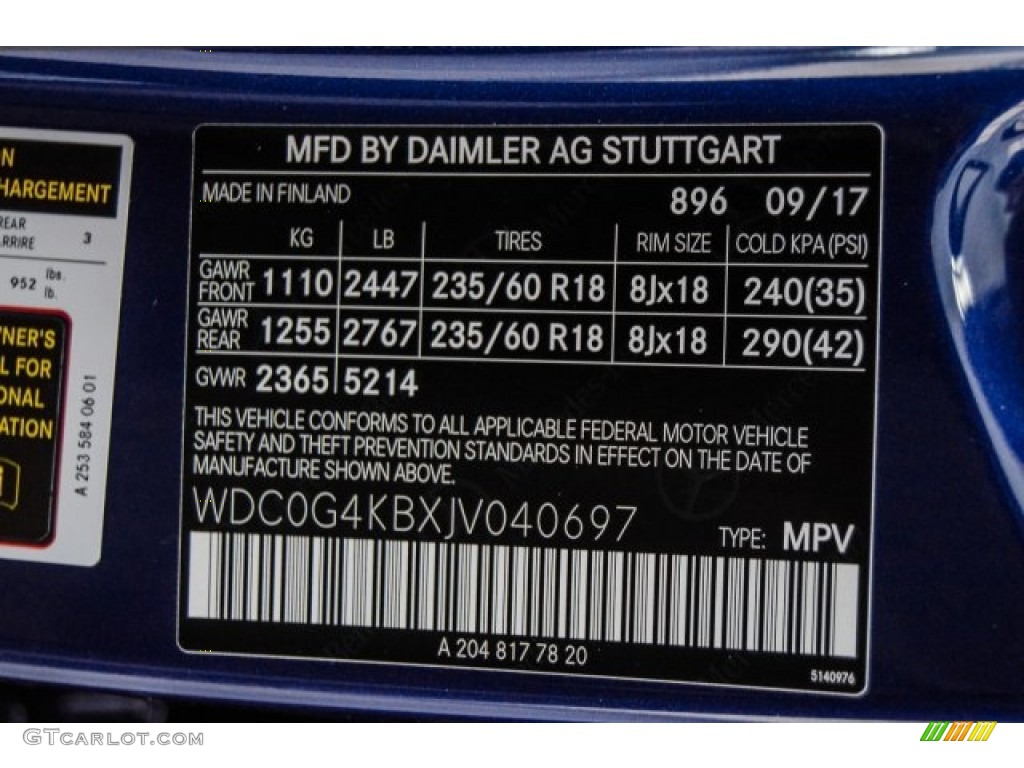 N
HARGEMENT
REAR
ARRIRE 3
952 lbs.
lb.
NER'S
L FOR
ONAL
ATION
A 253 584 06 01
MFD BY DAIMLER AG STUTTGART
MADE IN FINLAND 896 09/17
KG LB TIRES RIM SIZE COLD KPA (PSI)
GAWR
FRONT 1110 2447 235/60 R18 8Jx18 240(35)
GAWR
REAR 1255 2767 235/60 R18 8Jx18 290(42)
GVWR 2365 5214
THIS VEHICLE CONFORMS TO ALL APPLICABLE FEDERAL MOTOR VEHICLE
SAFETY AND THEFT PREVENTION STANDARDS IN EFFECT ON THE DATE OF
MANUFACTURE SHOWN ABOVE.
WDC0G4KBXJV040697 TYPE: MPV
A 204 817 78 20
5140976
GTCarlot.com